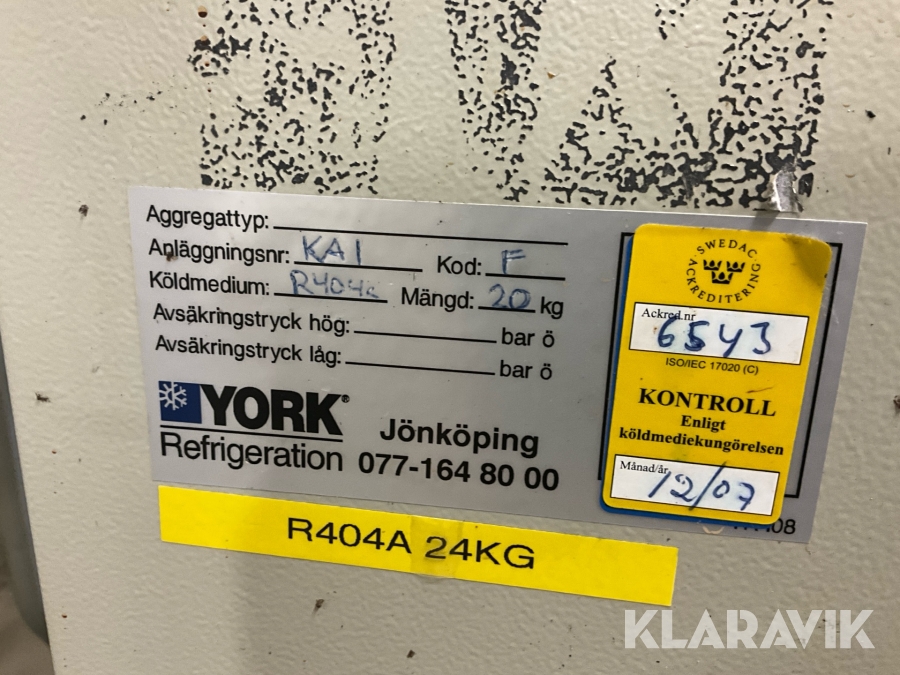 Aggregattyp:
Anläggningsnr: KA1 Kod: F
Köldmedium: R404a Mängd: 20 kg
Avsäkringstryck hög: bar ö
Avsäkringstryck låg: bar ö
YORK®
Refrigeration
Jönköping
077-164 80 00
SWEDAC
ACKREDITERING
Ackred.nr
6543
ISO/IEC 17020 (C)
KONTROLL
Enligt
köldmediekungörelsen
Månad/år
12/07
R404A 24KG
KLARAVIK